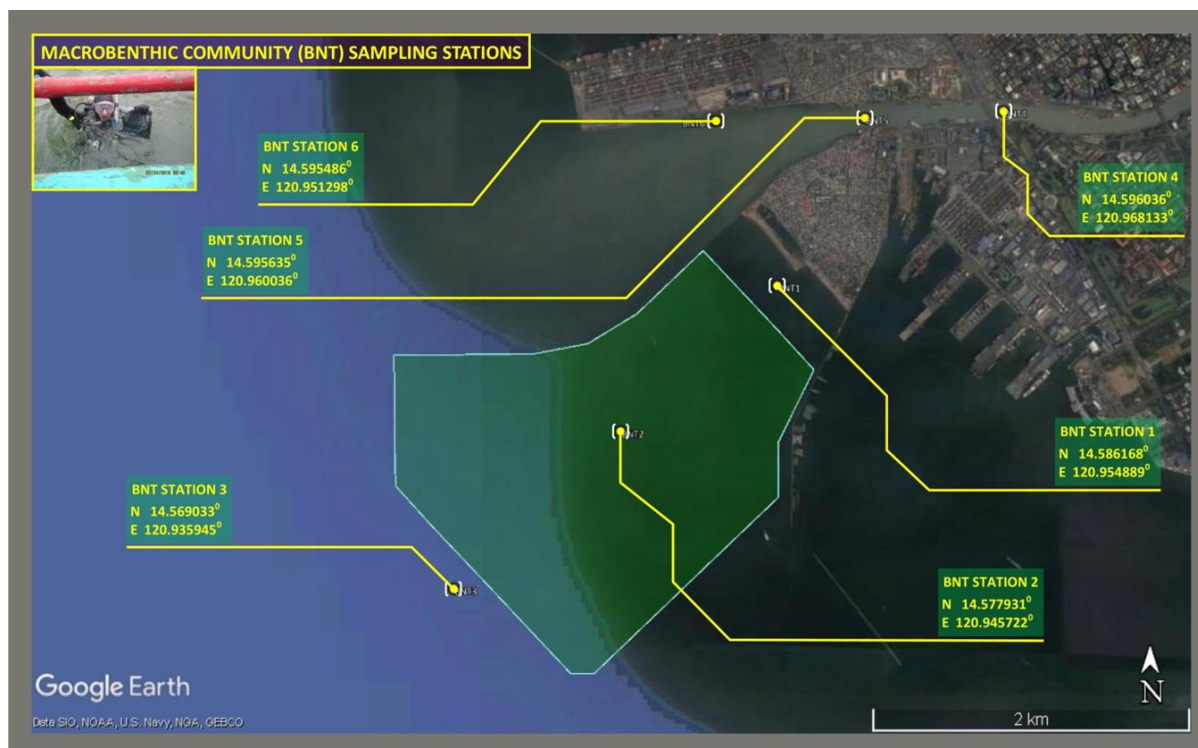 MACROBENTHIC COMMUNITY (BNT) SAMPLING STATIONS
BNT STATION 6
N 14.595486⁰
E 120.951298⁰
BNT STATION 5
N 14.595635⁰
E 120.960036⁰
BNT STATION 4
N 14.596036⁰
E 120.968133⁰
NT5
NT1
BNT STATION 1
N 14.586168⁰
E 120.954889⁰
NT2
BNT STATION 3
N 14.569033⁰
E 120.935945⁰
BNT STATION 2
N 14.577931⁰
E 120.945722⁰
Google Earth
N
Data SIO, NOAA, U.S. Navy, NGA, GEBCO
2 km